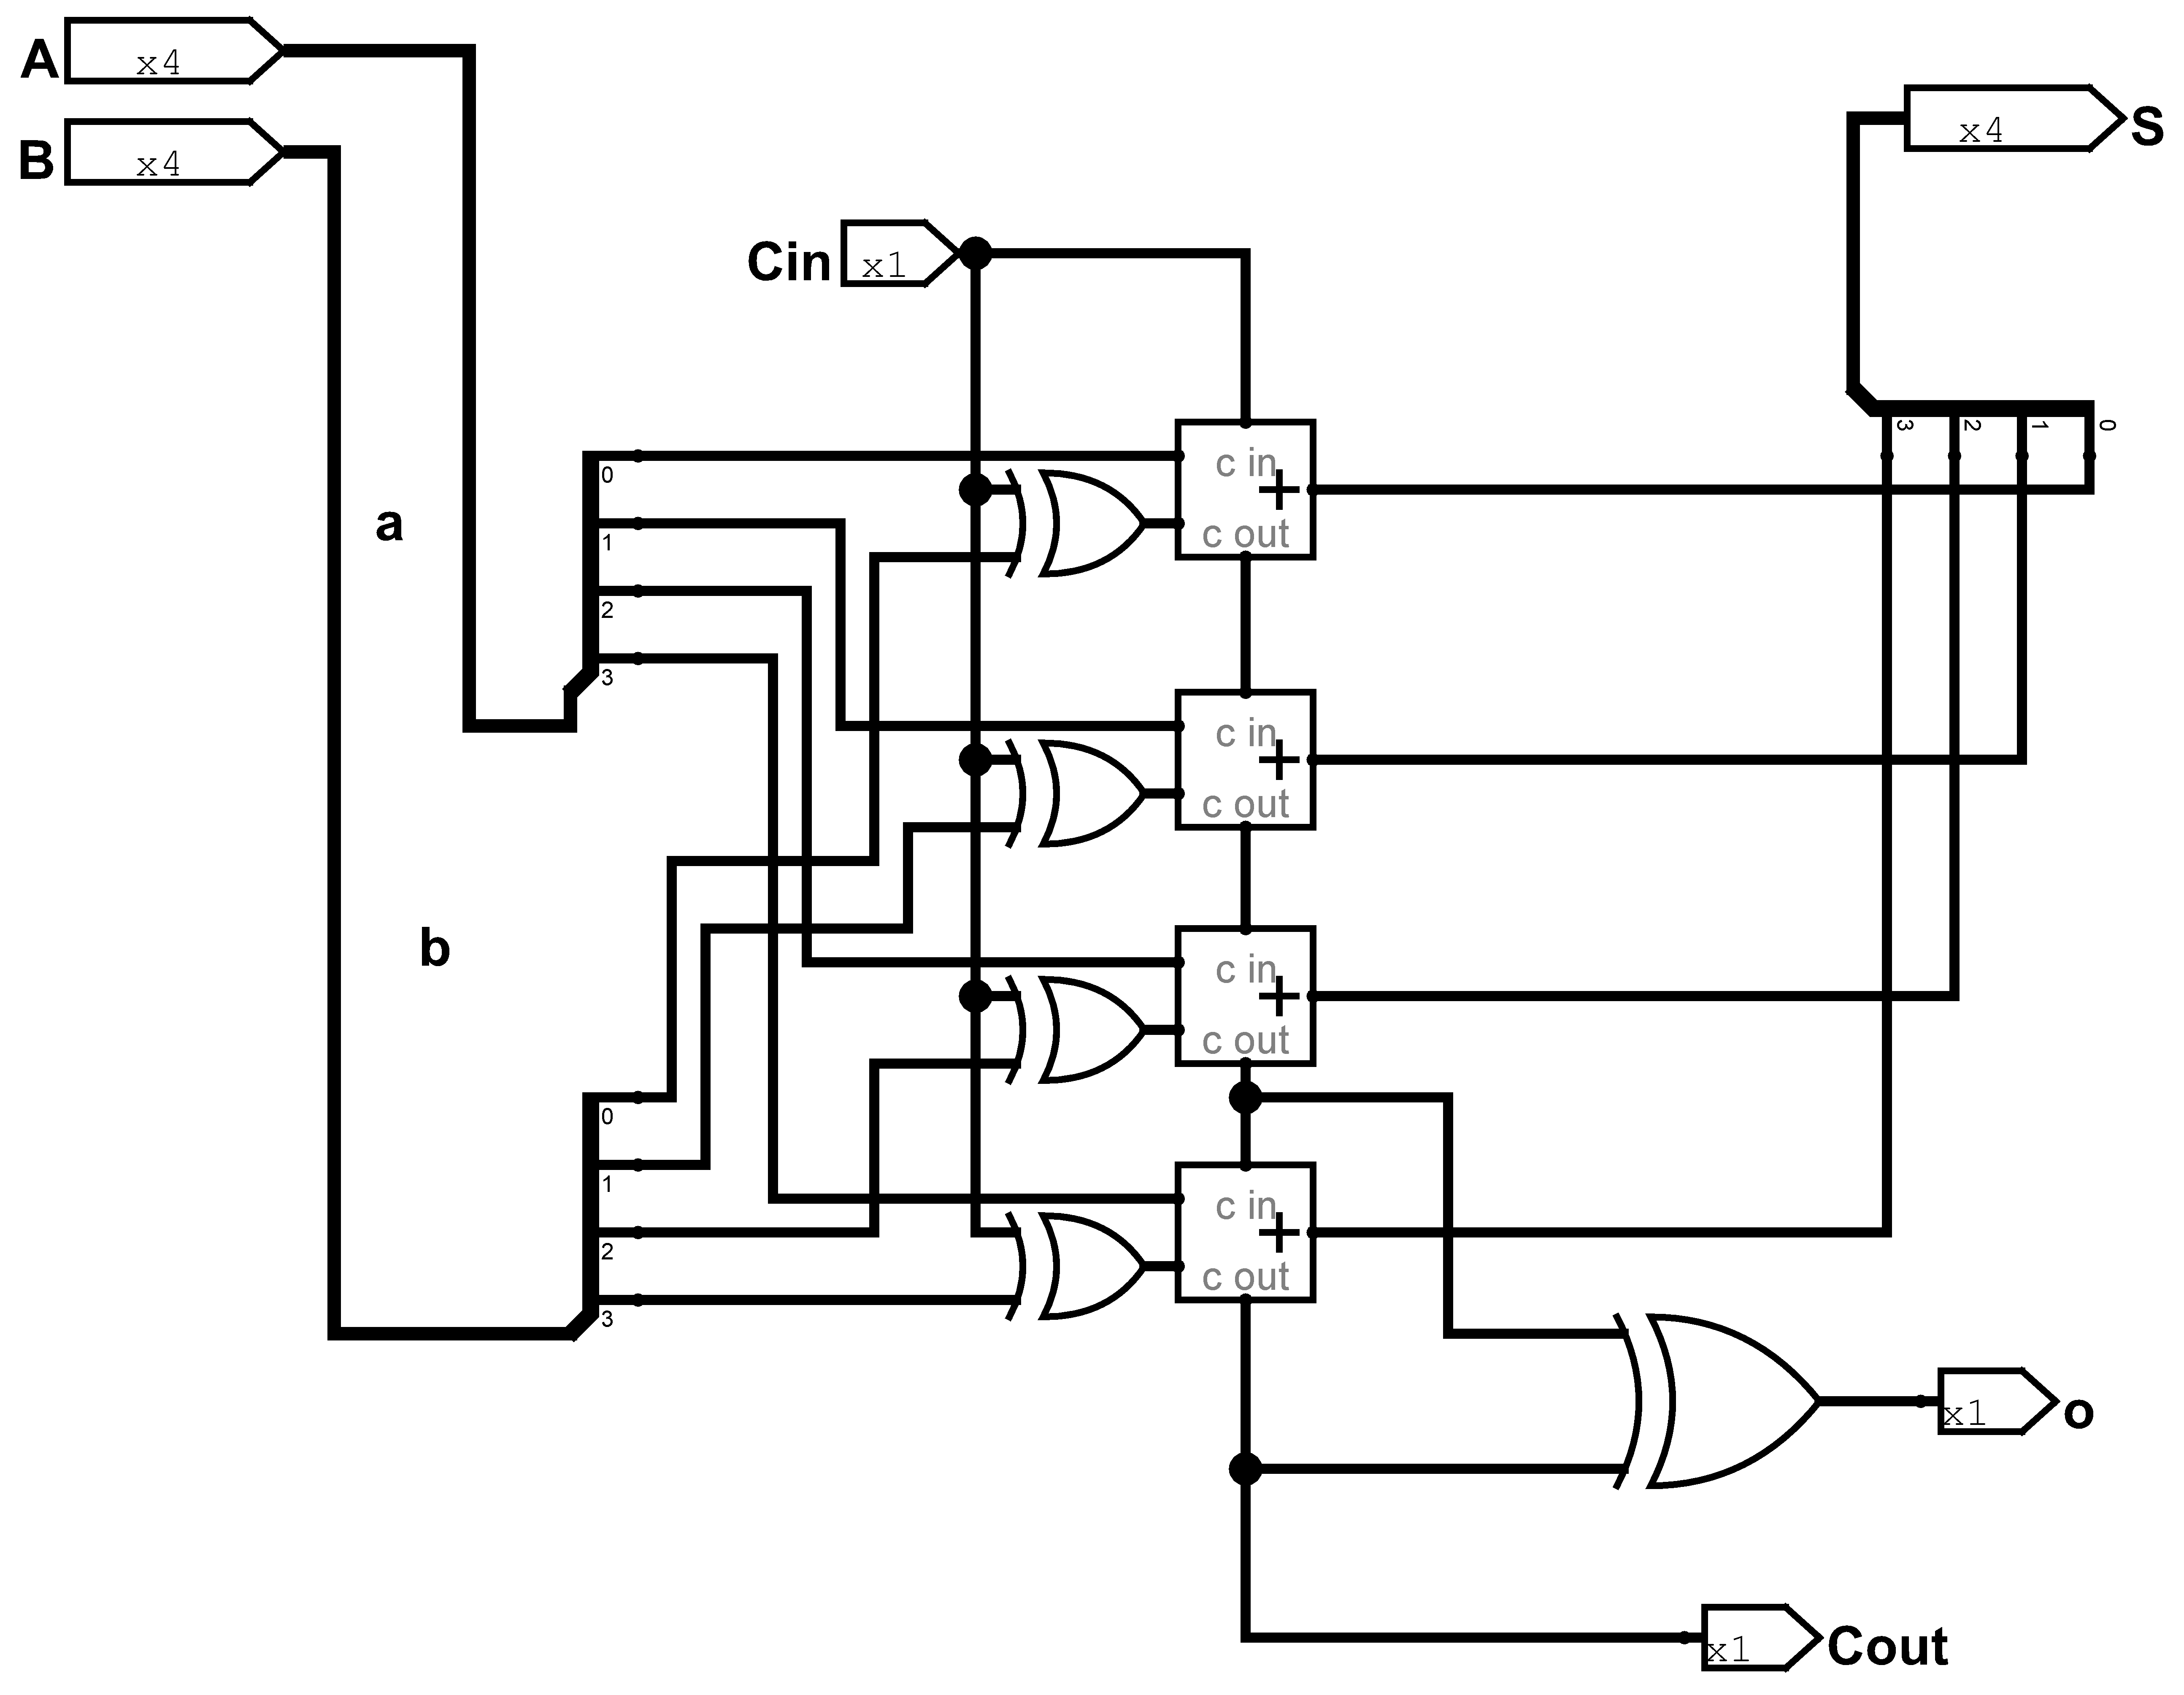 A x4
B x4
x4 S
Cin x1
3 2 1 0
a
0
1
2
3
c in
+
c out
c in
+
c out
b
c in
+
c out
0
1
2
3
c in
+
c out
x1 o
x1 Cout